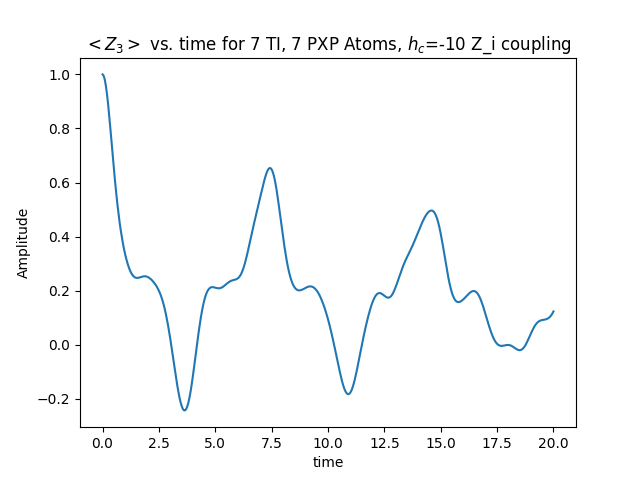 < Z₃ > vs. time for 7 TI, 7 PXP Atoms, h_c=-10 Z_i coupling
1.0
0.8
0.6
0.4
0.2
0.0
−0.2
Amplitude
0.0 2.5 5.0 7.5 10.0 12.5 15.0 17.5 20.0
time